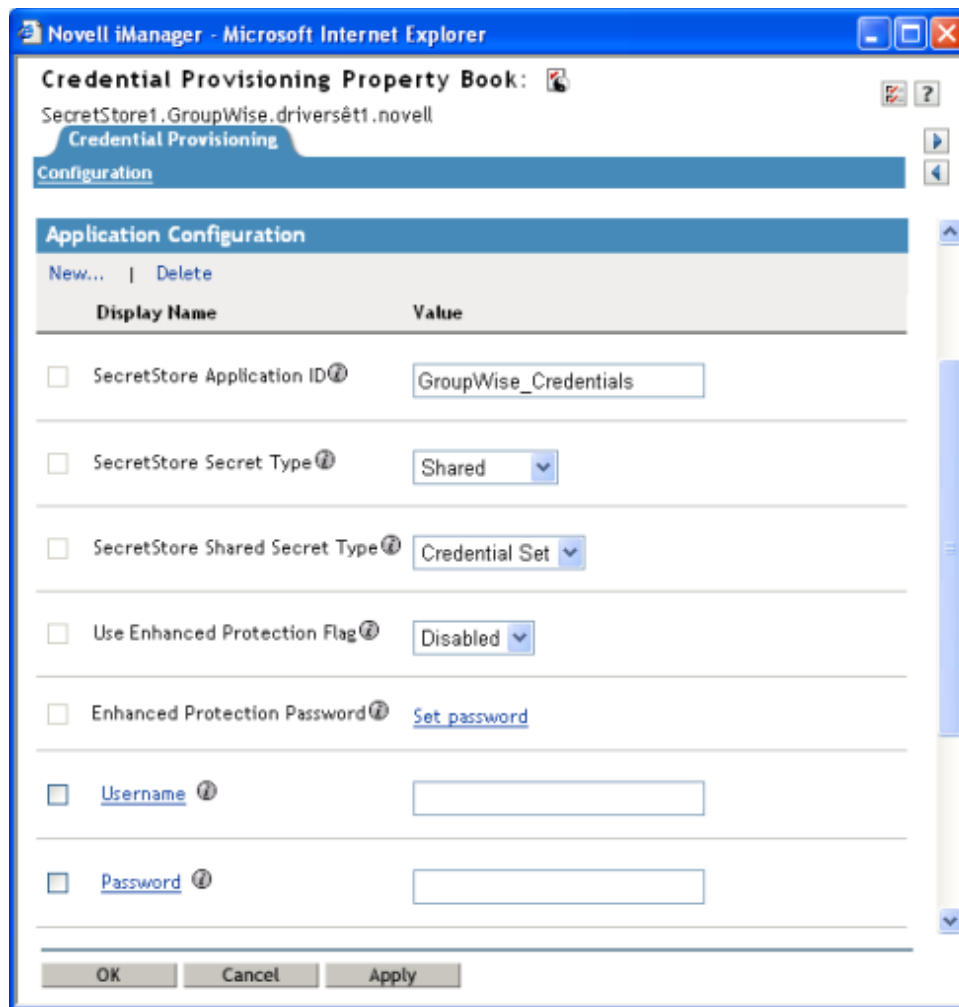 Novell iManager - Microsoft Internet Explorer
Credential Provisioning Property Book:
SecretStore1.GroupWise.driversêt1.novell
Credential Provisioning
Configuration
Application Configuration
New... | Delete
Display Name Value
SecretStore Application ID GroupWise_Credentials
SecretStore Secret Type Shared
SecretStore Shared Secret Type Credential Set
Use Enhanced Protection Flag Disabled
Enhanced Protection Password Set password
Username
Password
OK Cancel Apply